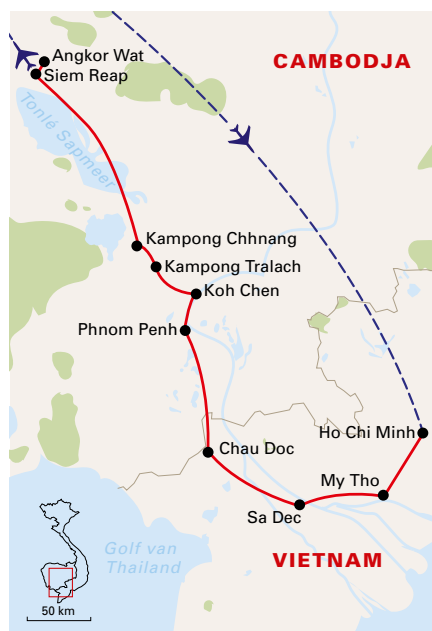 Angkor Wat
Siem Reap
CAMBODJA
Tonlé Sapmeer
Kampong Chhnang
Kampong Tralach
Koh Chen
Phnom Penh
Ho Chi Minh
Chau Doc
My Tho
Sa Dec
Golf van
Thailand
VIETNAM
50 km